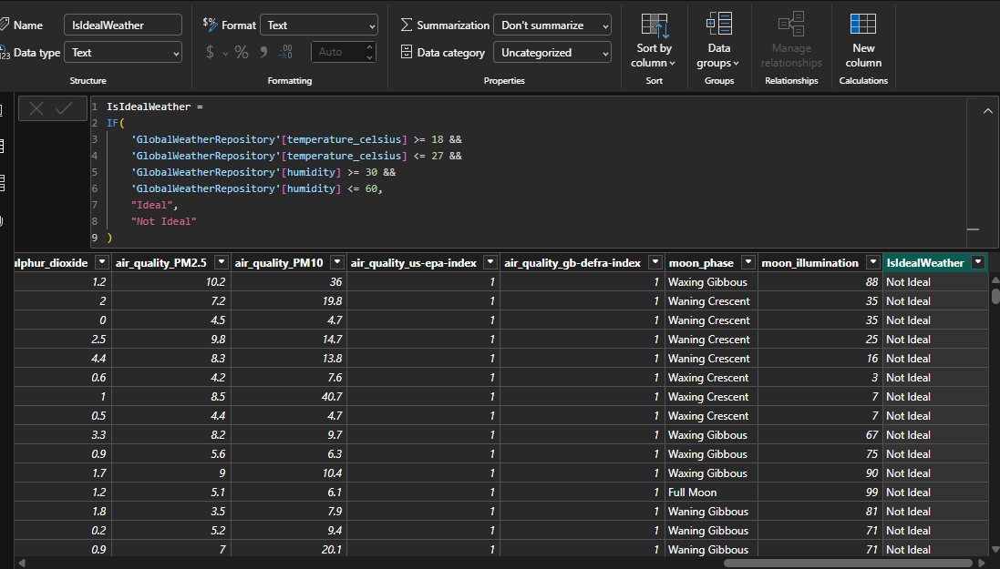 Name IsIdealWeather $% Format Text Summarization Don't summarize
Data type Text $ % 9 .00 Auto Data category Uncategorized
Sort by column
Data groups
Manage relationships
New column
Structure Formatting Properties Sort Groups Relationships Calculations
1 IsIdealWeather =
2 IF(
3 'GlobalWeatherRepository'[temperature_celsius] >= 18 &&
4 'GlobalWeatherRepository'[temperature_celsius] <= 27 &&
5 'GlobalWeatherRepository'[humidity] >= 30 &&
6 'GlobalWeatherRepository'[humidity] <= 60,
7 "Ideal",
8 "Not Ideal"
9 )
ulphur_dioxide air_quality_PM2.5 air_quality_PM10 air_quality_us-epa-index air_quality_gb-defra-index moon_phase moon_illumination IsIdealWeather
1.2 10.2 36 1 1 Waxing Gibbous 88 Not Ideal
2 7.2 19.8 1 1 Waning Crescent 35 Not Ideal
0 4.5 4.7 1 1 Waning Crescent 35 Not Ideal
2.5 9.8 14.7 1 1 Waning Crescent 25 Not Ideal
4.4 8.3 13.8 1 1 Waning Crescent 16 Not Ideal
0.6 4.2 7.6 1 1 Waxing Crescent 3 Not Ideal
1 8.5 40.7 1 1 Waxing Crescent 7 Not Ideal
0.5 4.4 4.7 1 1 Waxing Crescent 7 Not Ideal
3.3 8.2 9.7 1 1 Waxing Gibbous 67 Not Ideal
0.9 5.6 6.3 1 1 Waxing Gibbous 75 Not Ideal
1.7 9 10.4 1 1 Waxing Gibbous 90 Not Ideal
1.2 5.1 6.1 1 1 Full Moon 99 Not Ideal
1.8 3.5 7.9 1 1 Waning Gibbous 81 Not Ideal
0.2 5.2 9.4 1 1 Waning Gibbous 71 Not Ideal
0.9 7 20.1 1 1 Waning Gibbous 71 Not Ideal